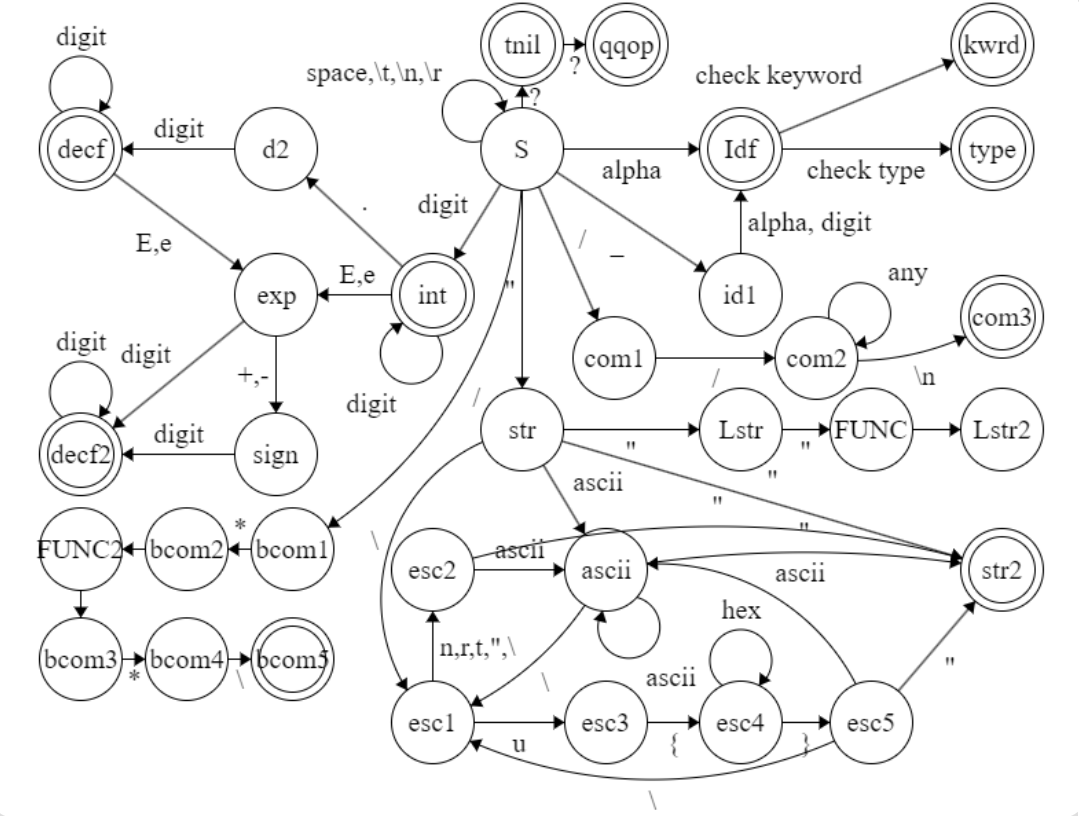 tnil
qqop
kwrd
digit
?
space,\t,\n,\r
check keyword
?
decf
digit
d2
S
Idf
type
alpha
check type
digit
.
/
alpha, digit
_
E,e
E,e
any
exp
int
"
id1
com3
digit
digit
com1
com2
+,-
/
\n
digit
/
decf2
digit
sign
str
Lstr
FUNC
Lstr2
"
"
"
ascii
"
*
"
FUNC2
bcom2
bcom1
\
ascii
esc2
ascii
ascii
str2
hex
n,r,t,",\
bcom3
bcom4
bcom5
*
\
\
ascii
"
esc1
esc3
esc4
esc5
u
{
}
\